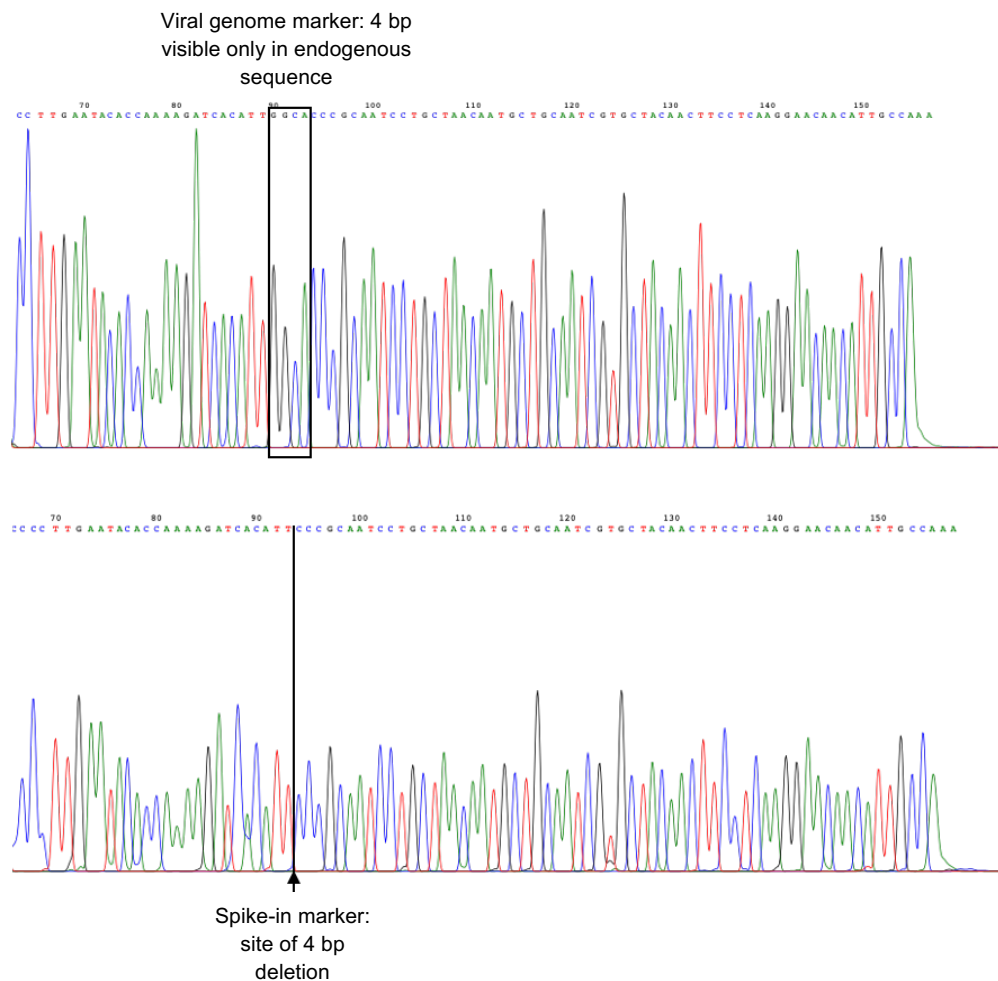 Viral genome marker: 4 bp
visible only in endogenous
sequence
70 80 90 100 110 120 130 140 150
CCTTGAATACACCAAAAGATCACATTGGCACCCGCAATCCTGCTAACAATGCTGCAATCGTGCTACAACTTCCTCAAGGAACAACATTGCCAAA
70 80 90 100 110 120 130 140 150
CCCCTTGAATACACCAAAAGATCACATTCCCGCAATCCTGCTAACAATGCTGCAATCGTGCTACAACTTCCTCAAGGAACAACATTGCCAAA
Spike-in marker:
site of 4 bp
deletion